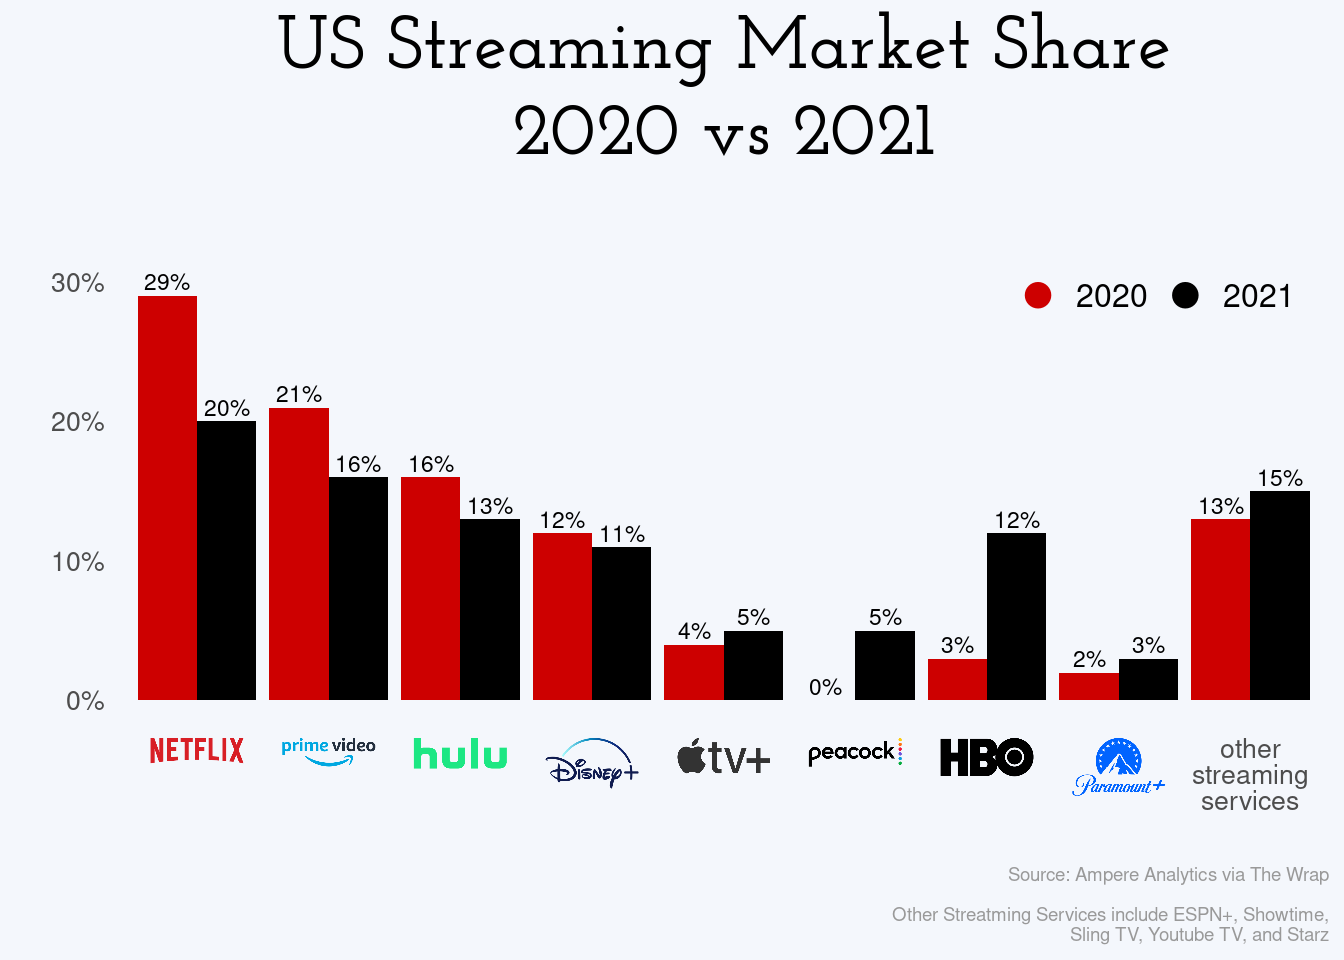 US Streaming Market Share
2020 vs 2021
30%
20%
10%
0%
2020
2021
29%
20%
21%
16%
16%
13%
12%
11%
4%
5%
0%
5%
3%
12%
2%
3%
13%
15%
NETFLIX
prime video
hulu
Disney+
tv+
peacock
HBO
Paramount+
other
streaming
services
Source: Ampere Analytics via The Wrap
Other Streatming Services include ESPN+, Showtime,
Sling TV, Youtube TV, and Starz